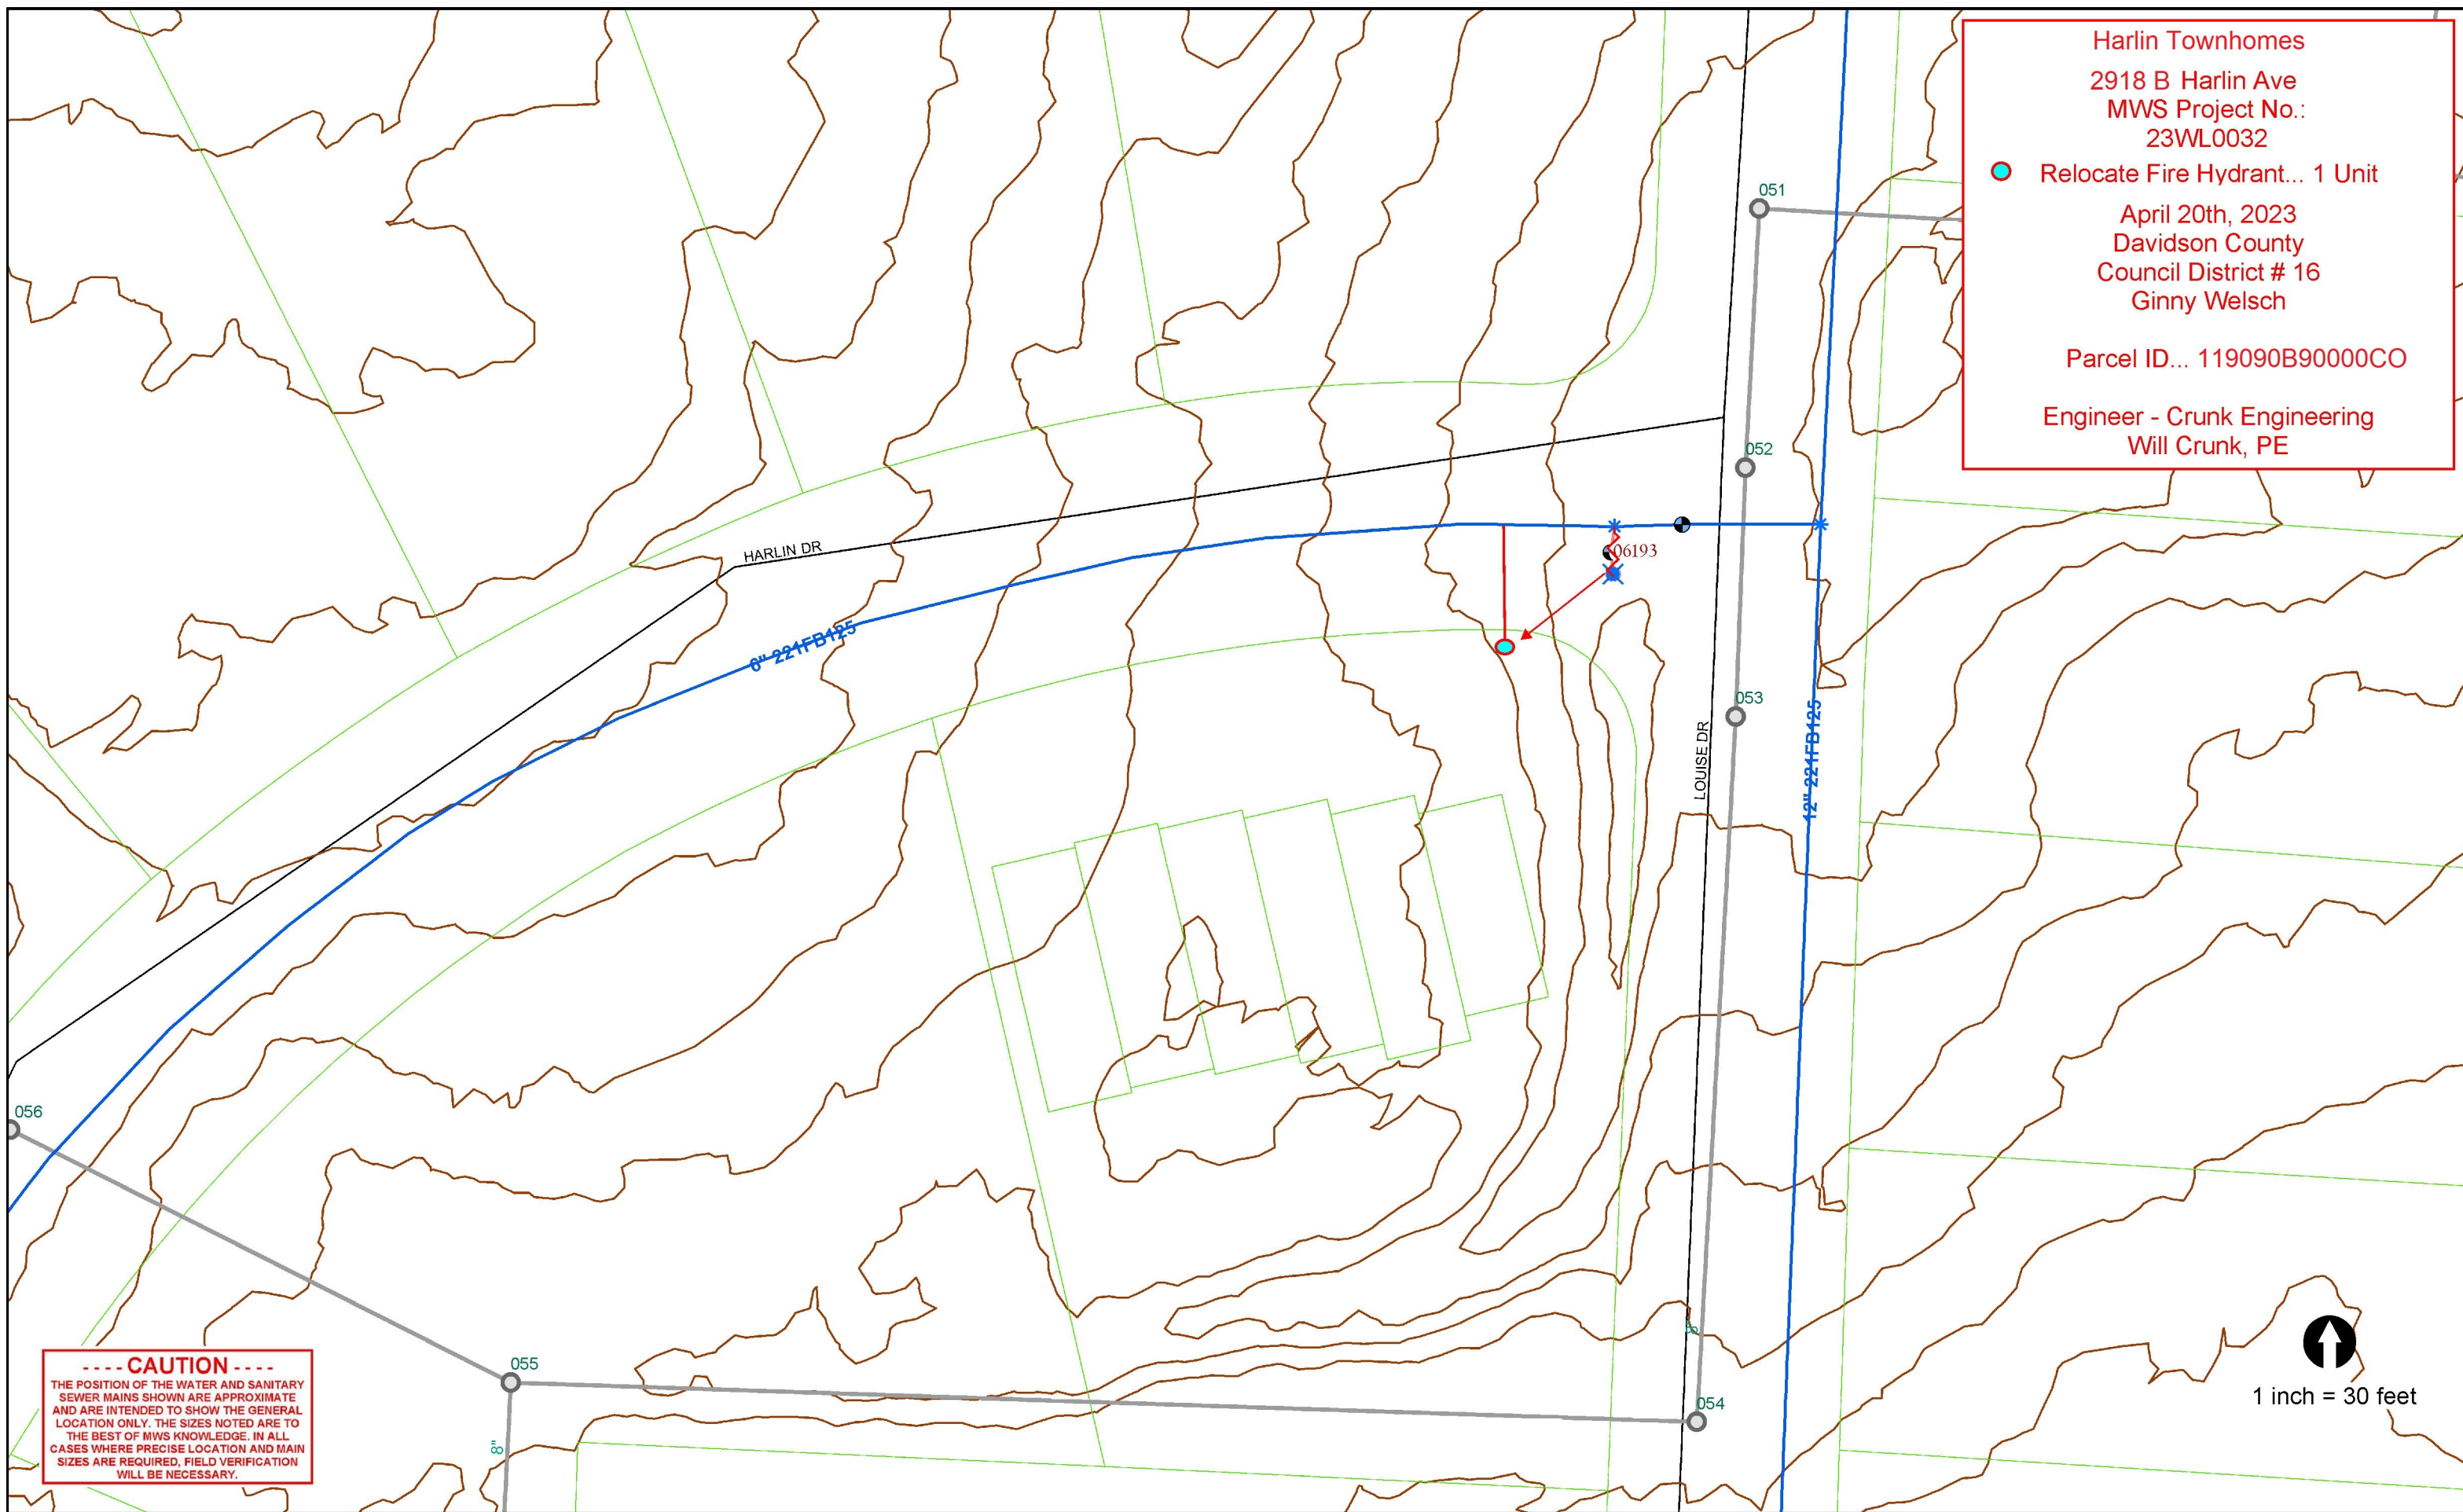 Harlin Townhomes
2918 B Harlin Ave
MWS Project No.:
23WL0032
Relocate Fire Hydrant... 1 Unit
April 20th, 2023
Davidson County
Council District # 16
Ginny Welsch
Parcel ID... 119090B90000CO
Engineer - Crunk Engineering
Will Crunk, PE
051
052
HARLIN DR
06193
6" 221FB125
053
LOUISE DR
12" 221FB125
056
8"
055
054
8"
1 inch = 30 feet
- - - - CAUTION - - - -
THE POSITION OF THE WATER AND SANITARY
SEWER MAINS SHOWN ARE APPROXIMATE
AND ARE INTENDED TO SHOW THE GENERAL
LOCATION ONLY. THE SIZES NOTED ARE TO
THE BEST OF MWS KNOWLEDGE. IN ALL
CASES WHERE PRECISE LOCATION AND MAIN
SIZES ARE REQUIRED, FIELD VERIFICATION
WILL BE NECESSARY.